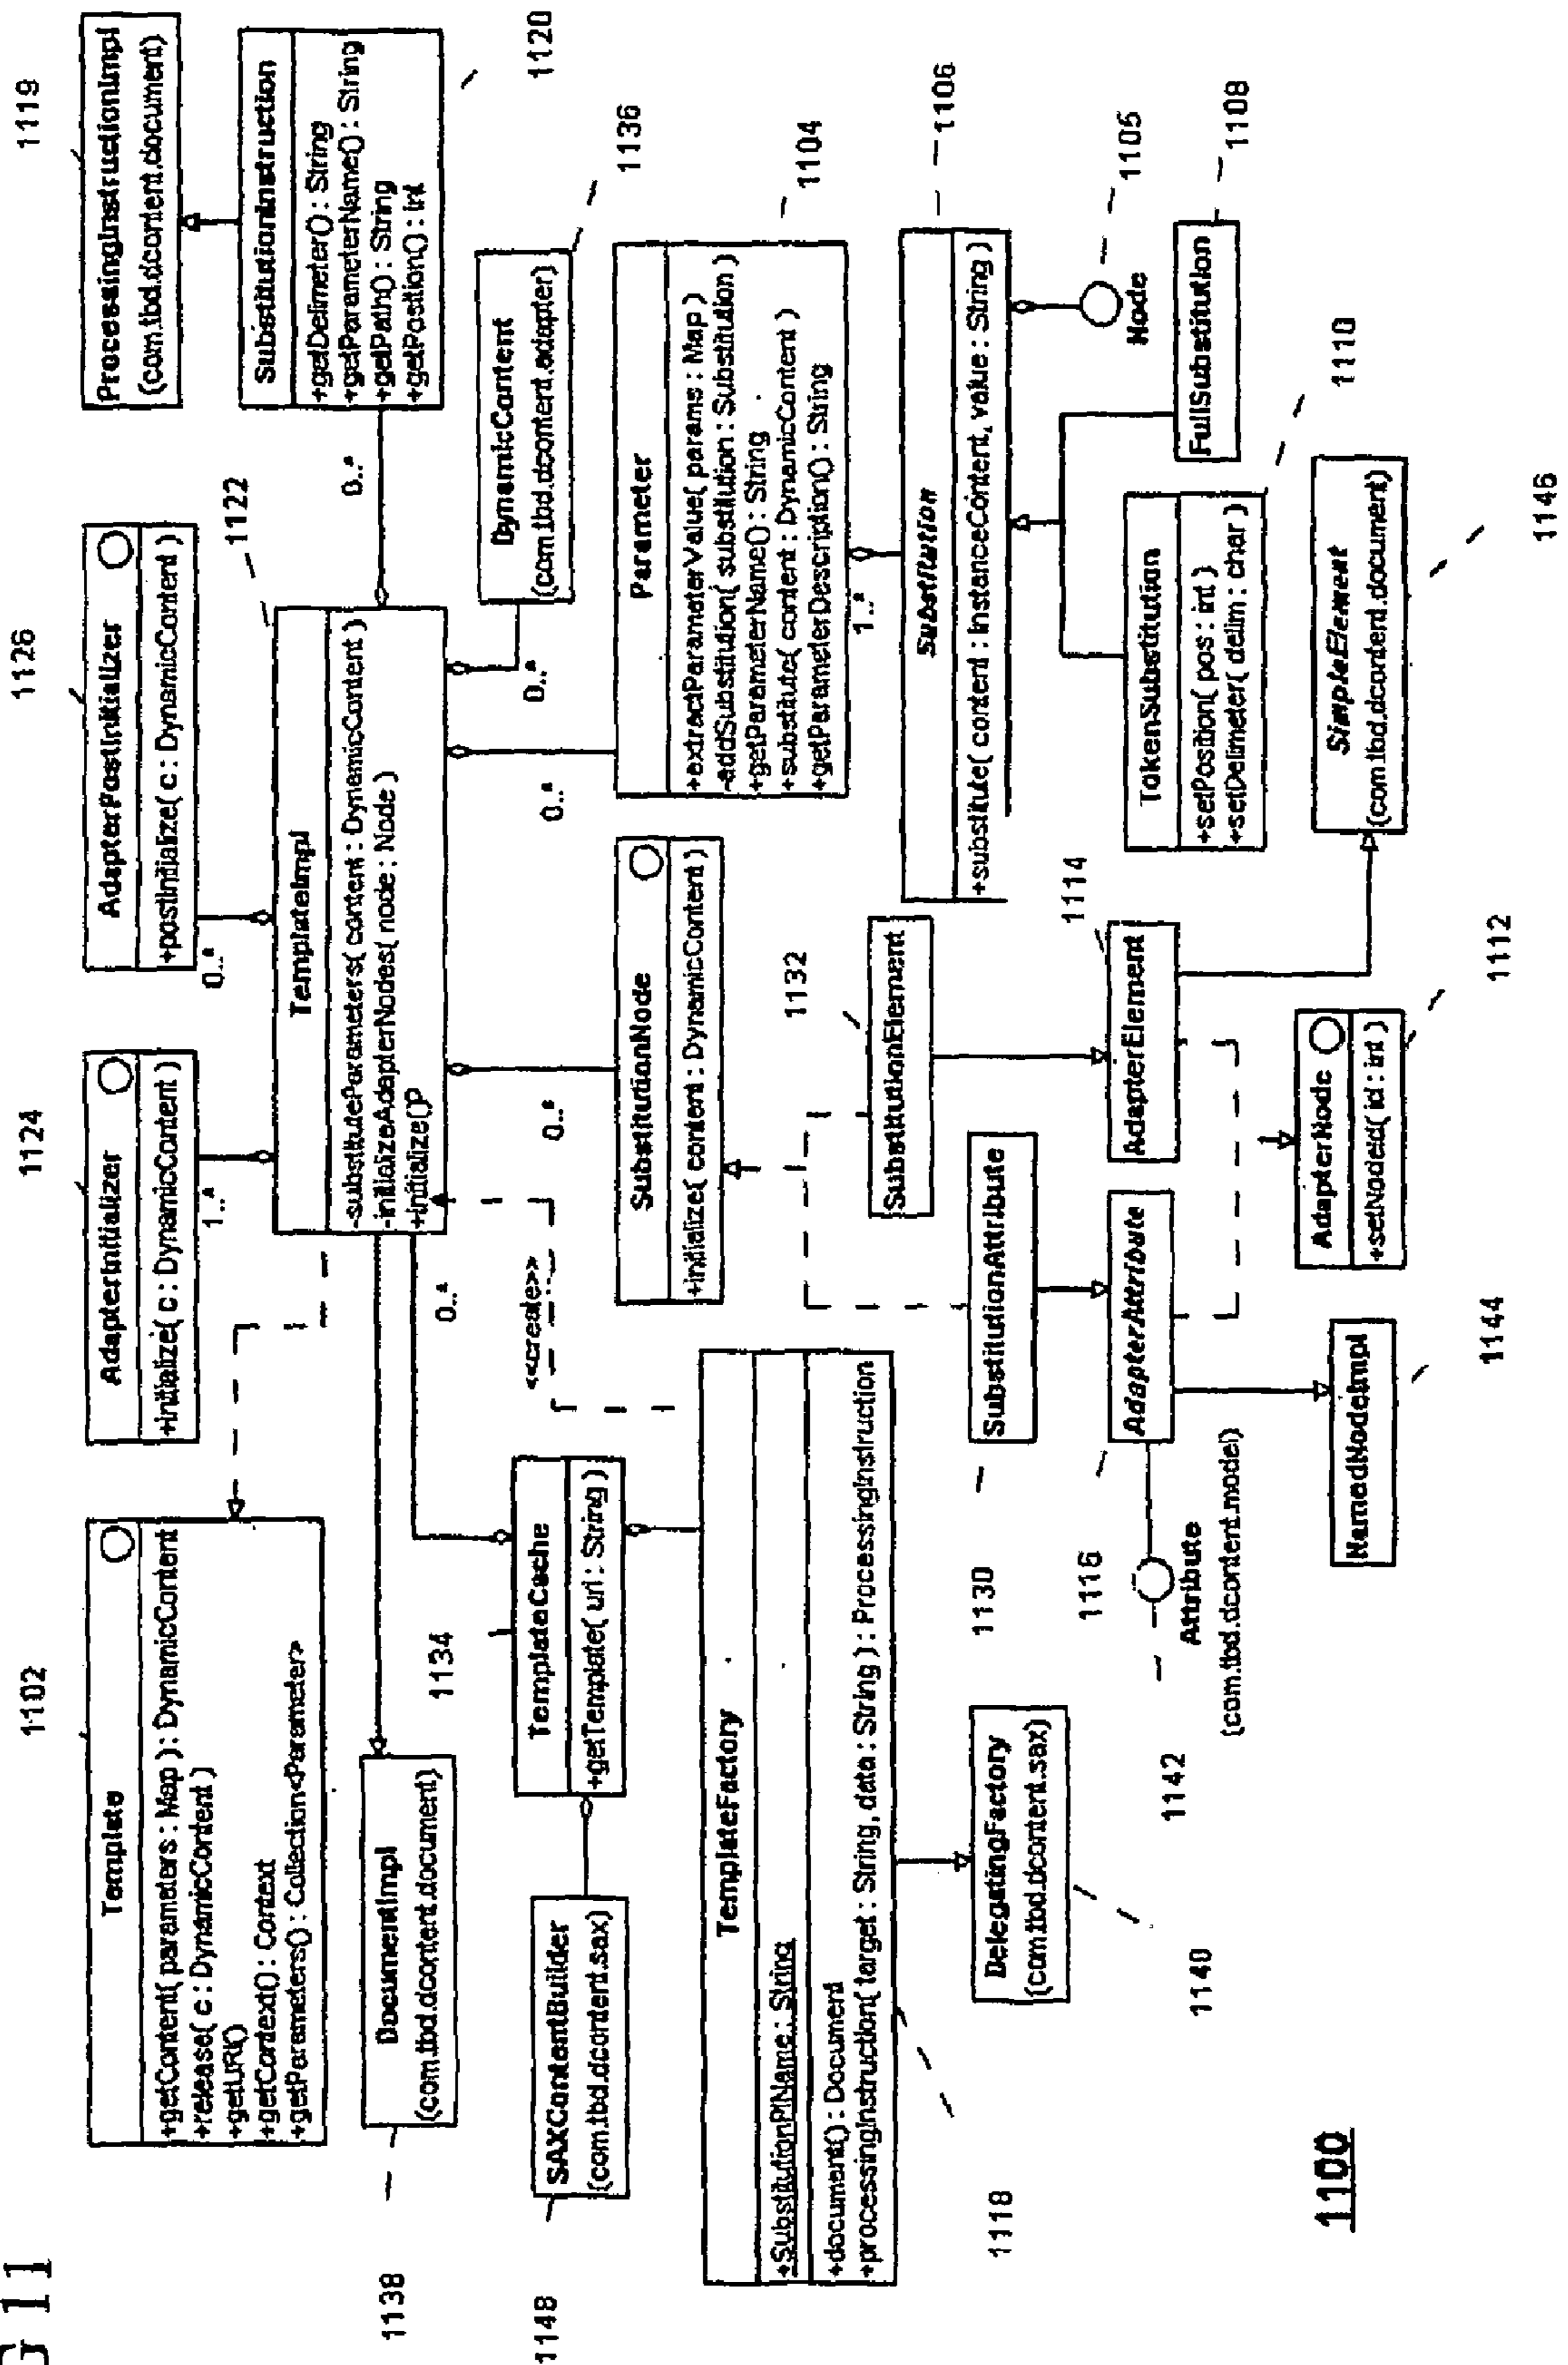 G 11
1102
Template
+getContent( parameters : Map ) : DynamicContent
+release( c : DynamicContent )
+getURI()
+getContext() : Context
+getParameters() : Collection<Parameter>
1124
AdapterInitializer
+initialize( c : DynamicContent )
1..*
1126
AdapterPostInitializer
+postInitialize( c : DynamicContent )
0..*
1119
ProcessingInstructionImpl
(com.tbd.dcontent.document)
SubstitutionInstruction
+getDelimeter() : String
+getParameterName() : String
+getPath() : String
+getPosition() : int
1120
1122
0..*
TemplateImpl
-substituteParameters( content : DynamicContent )
-initializeAdapterNodes( node : Node )
+initialize()P
1138
DocumentImpl
(com.tbd.dcontent.document)
1134
0..*
DynamicContent
(com.tbd.dcontent.adapter)
1136
0..*
1148
SAXContentBuilder
(com.tbd.dcontent.sax)
TemplateCache
+getTemplate( uri : String )
<<create>>
0..*
0..*
SubstitutionNode
+initialize( content : DynamicContent )
Parameter
+extractParameterValue( params : Map )
-addSubstitution( substitution : Substitution )
+getParameterName() : String
+substitute( content : DynamicContent )
+getParameterDescription() : String
1104
1..*
TemplateFactory
+SubstitutionPIName : String
+document() : Document
+processingInstruction( target : String, data : String ) : ProcessingInstruction
1118
1132
SubstitutionElement
Substitution
+substitute( content : InstanceContent, value : String )
1106
1105
Node
1130
SubstitutionAttribute
DelegatingFactory
(com.tbd.dcontent.sax)
1140
1114
AdapterElement
1116
AdapterAttribute
TokenSubstitution
+setPosition( pos : int )
+setDelimeter( delim : char )
1110
FullSubstitution
1108
1142
Attribute
(com.tbd.dcontent.model)
NamedNodeImpl
1144
AdapterNode
+setNodeId( id : int )
1112
SimpleElement
(com.tbd.dcontent.document)
1146
1100